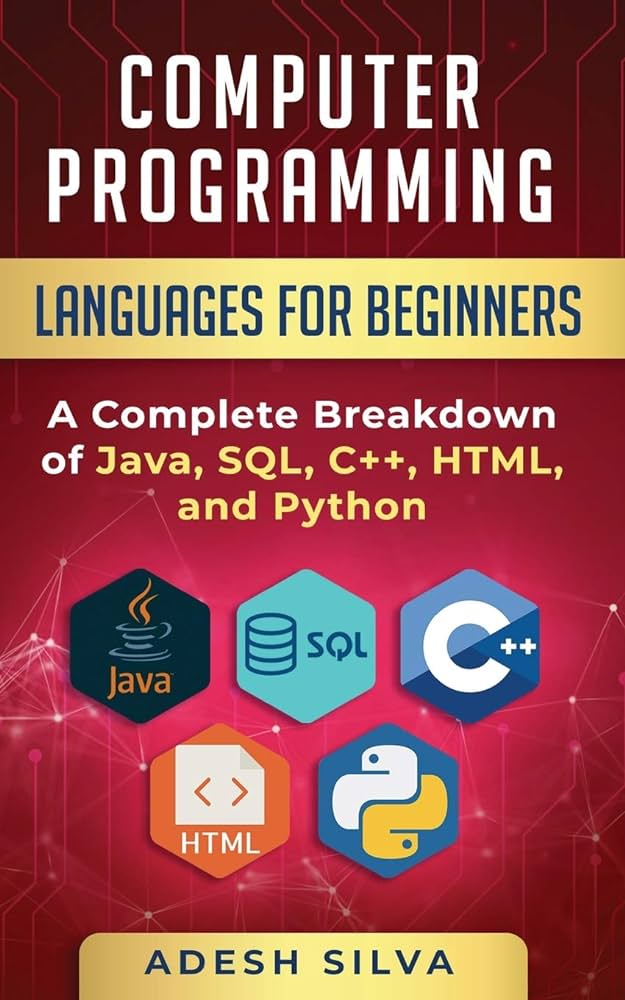 COMPUTER
PROGRAMMING
LANGUAGES FOR BEGINNERS
A Complete Breakdown
of Java, SQL, C++, HTML,
and Python
Java
SQL
C++
HTML
ADESH SILVA